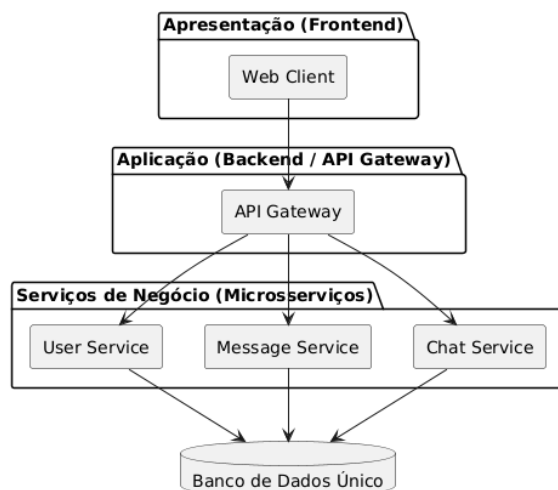 Apresentação (Frontend)
Web Client
Aplicação (Backend / API Gateway)
API Gateway
Serviços de Negócio (Microsserviços)
User Service
Message Service
Chat Service
Banco de Dados Único